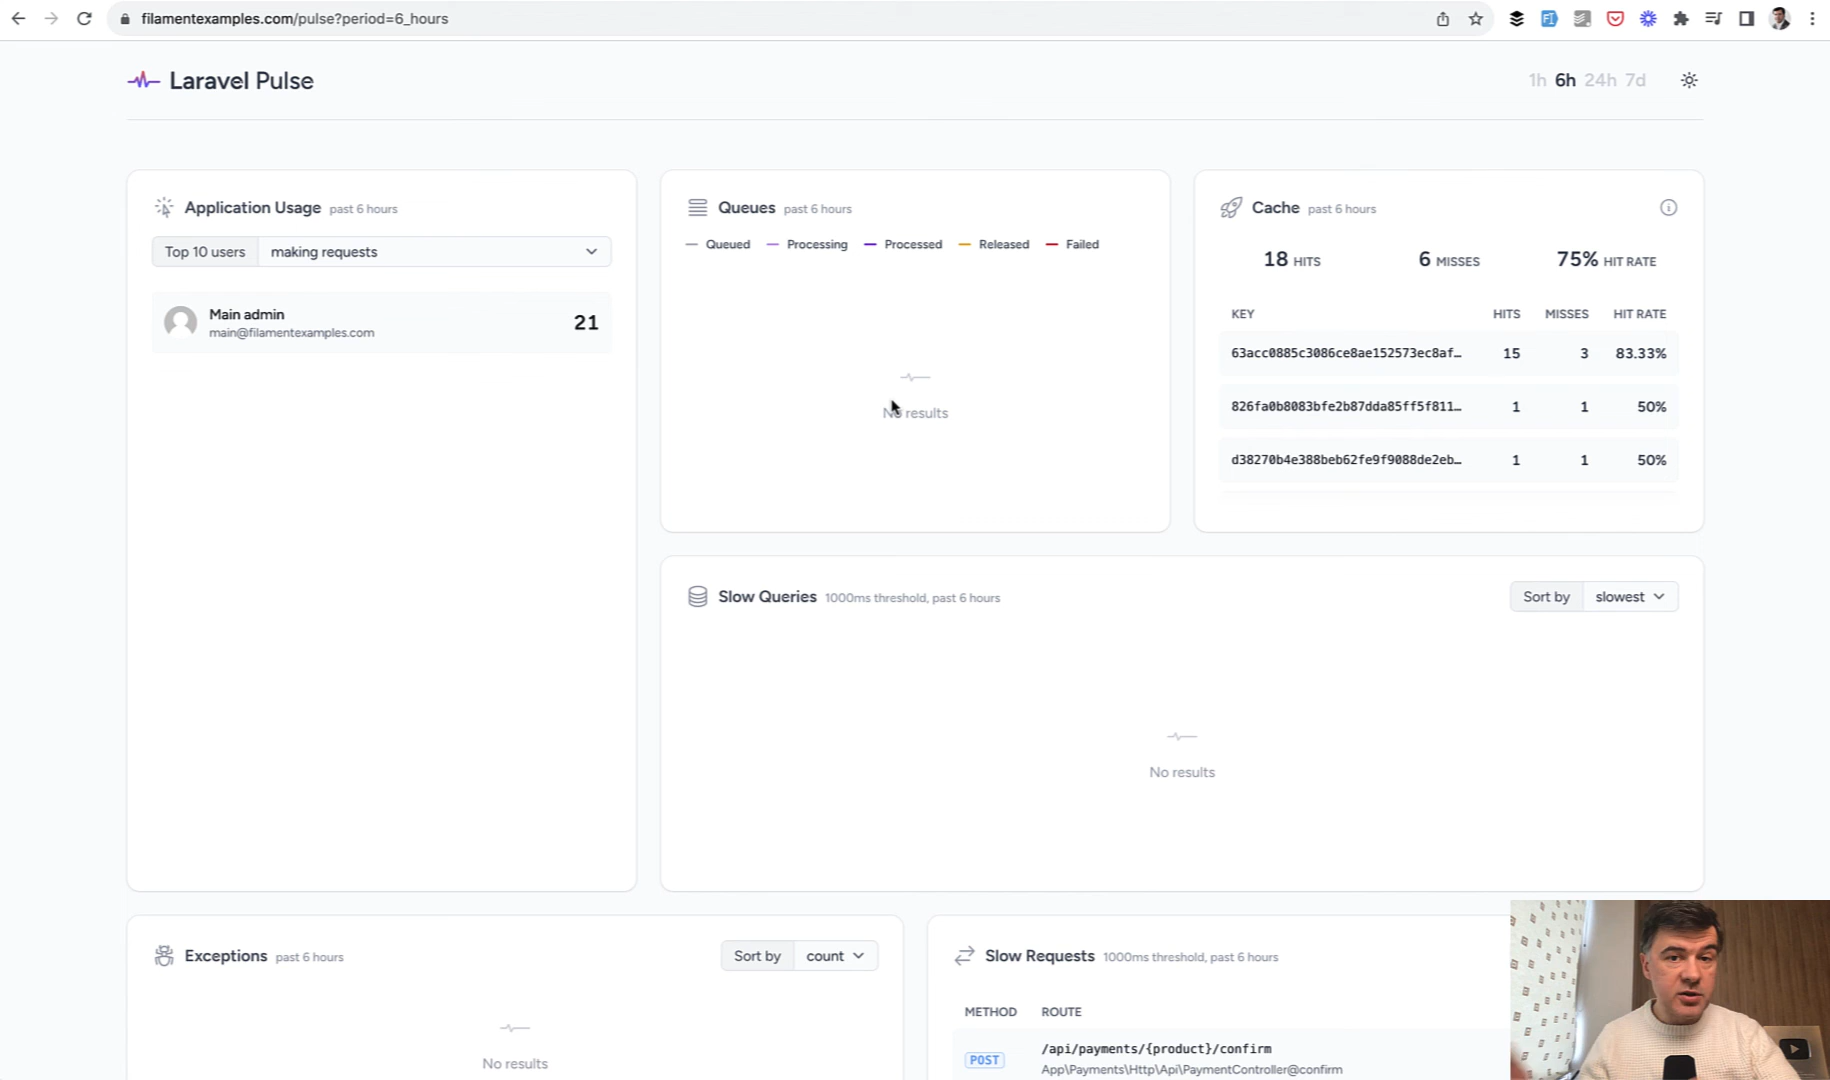 filamentexamples.com/pulse?period=6_hours
Laravel Pulse
1h 6h 24h 7d
Application Usage past 6 hours
Top 10 users making requests
Main admin
main@filamentexamples.com
21
Queues past 6 hours
Queued Processing Processed Released Failed
No results
Cache past 6 hours
18 HITS 6 MISSES 75% HIT RATE
KEY HITS MISSES HIT RATE
63acc0885c3086ce8ae152573ec8af… 15 3 83.33%
826fa0b8083bfe2b87dda85ff5f811… 1 1 50%
d38270b4e388beb62fe9f9088de2eb… 1 1 50%
Slow Queries 1000ms threshold, past 6 hours
Sort by slowest
No results
Exceptions past 6 hours
Sort by count
No results
Slow Requests 1000ms threshold, past 6 hours
METHOD ROUTE
POST /api/payments/{product}/confirm
App\Payments\Http\Api\PaymentController@confirm